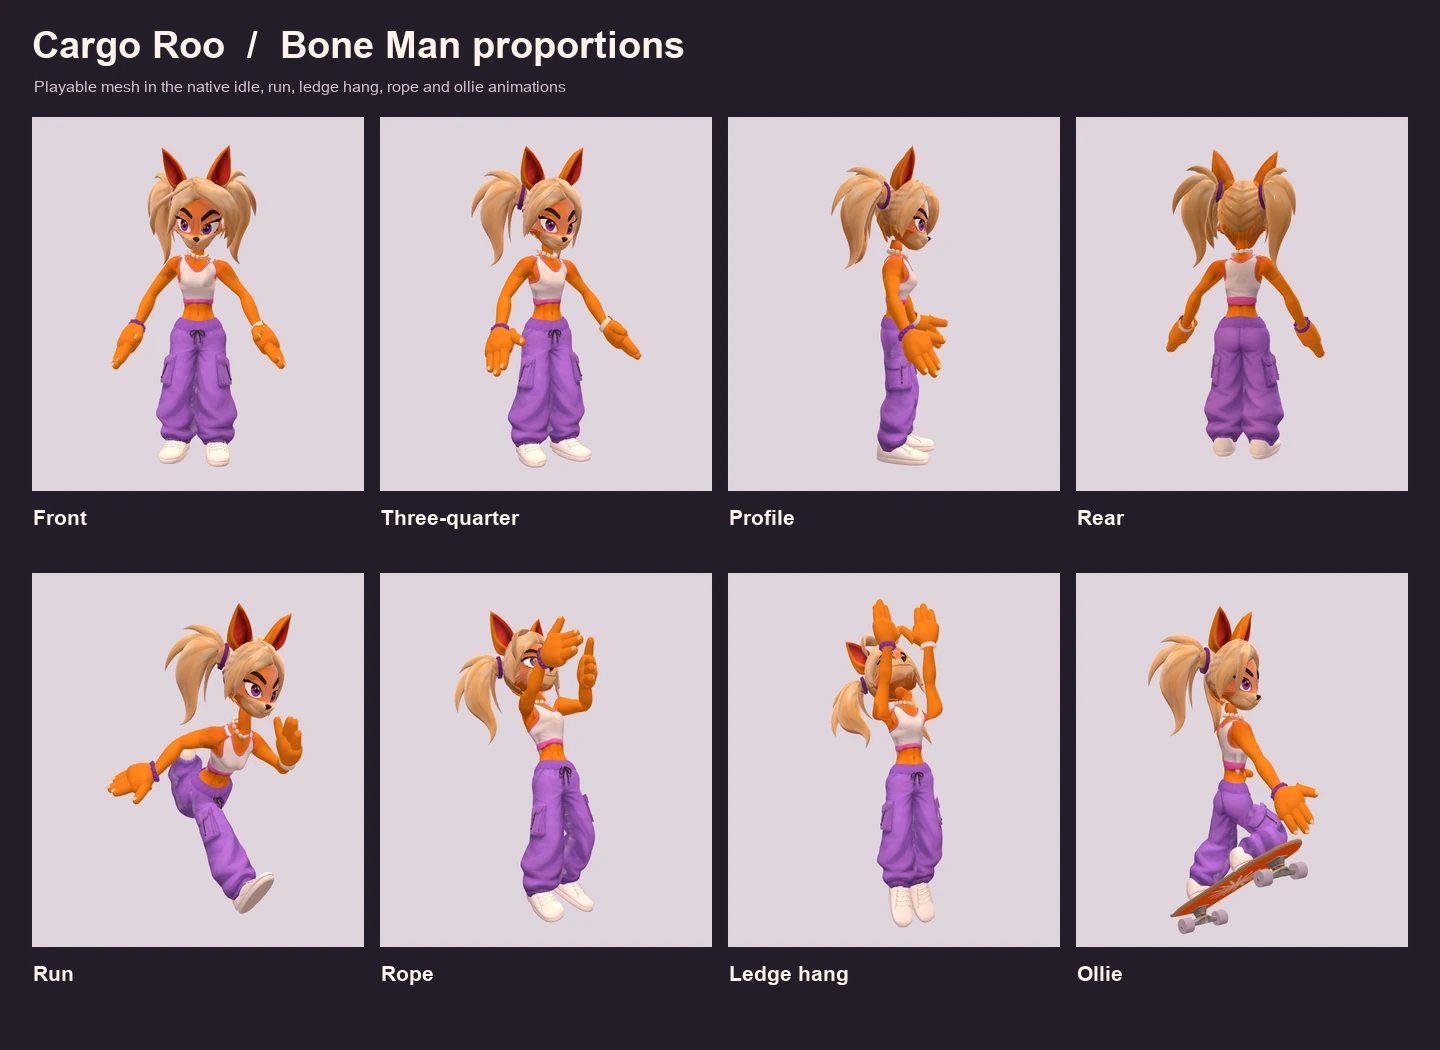 Cargo Roo / Bone Man proportions
Playable mesh in the native idle, run, ledge hang, rope and ollie animations
Front
Three-quarter
Profile
Rear
Run
Rope
Ledge hang
Ollie